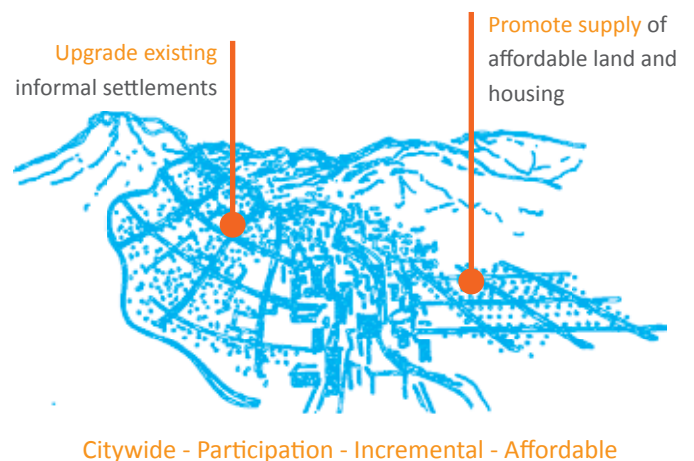 Upgrade existing
informal settlements
Promote supply of
affordable land and
housing
Citywide - Participation - Incremental - Affordable